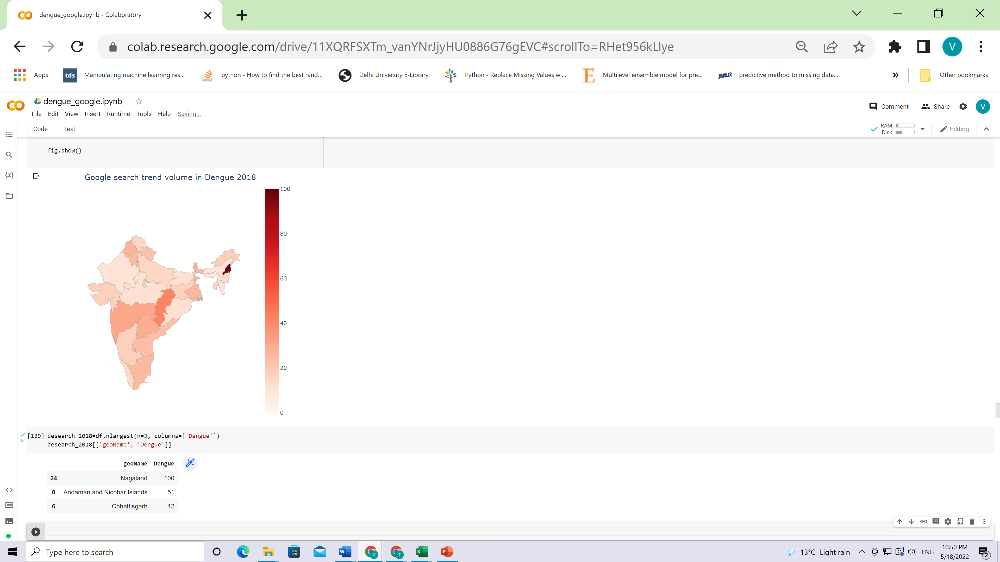 dengue_google.ipynb - Colaboratory
colab.research.google.com/drive/11XQRFSXTm_vanYNrJjyHU0886G76gEVC#scrollTo=RHet956kLlye
V
Apps
tds Manipulating machine learning res...
python - How to find the best rand...
Delhi University E-Library
Python - Replace Missing Values wi...
E Multilevel ensemble model for pre...
JMLR predictive method to missing data...
» Other bookmarks
dengue_google.ipynb
File Edit View Insert Runtime Tools Help Saving...
Comment Share V
+ Code + Text
RAM
Disk
Editing
{x}
fig.show()
Google search trend volume in Dengue 2018
100
80
60
40
20
0
[139] desearch_2018=df.nlargest(n=3, columns=['Dengue'])
0s
desearch_2018[['geoName', 'Dengue']]
geoName Dengue
24 Nagaland 100
0 Andaman and Nicobar Islands 51
6 Chhattisgarh 42
Type here to search
W
V
T
X
P
13°C Light rain
ENG
10:50 PM
5/18/2022
2